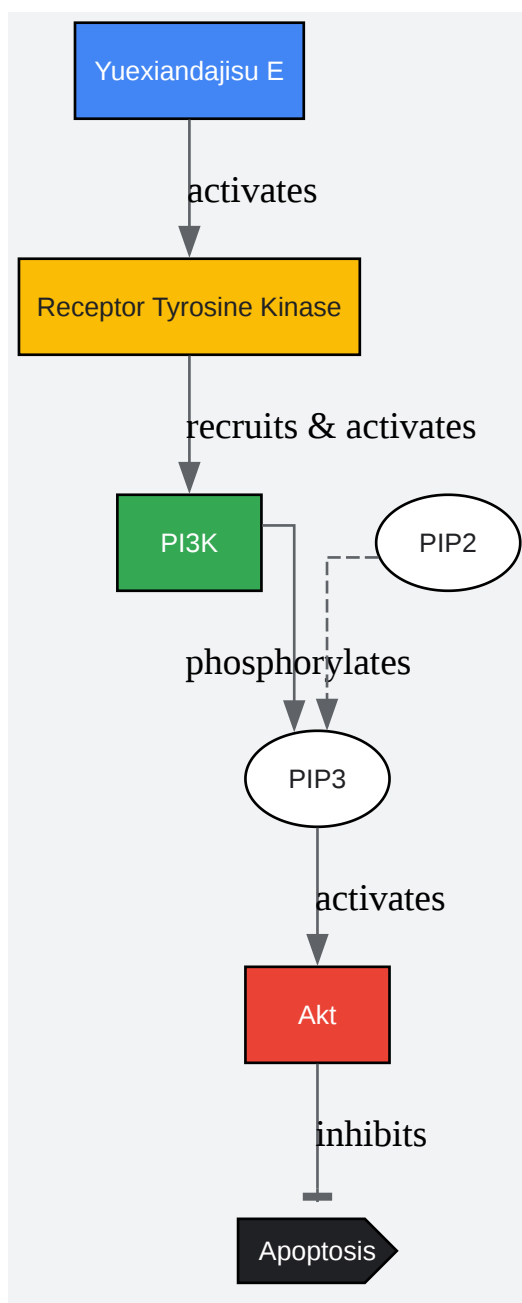 Yuexiandajisu E
activates
Receptor Tyrosine Kinase
recruits & activates
PI3K
PIP2
phosphorylates
PIP3
activates
Akt
inhibits
Apoptosis